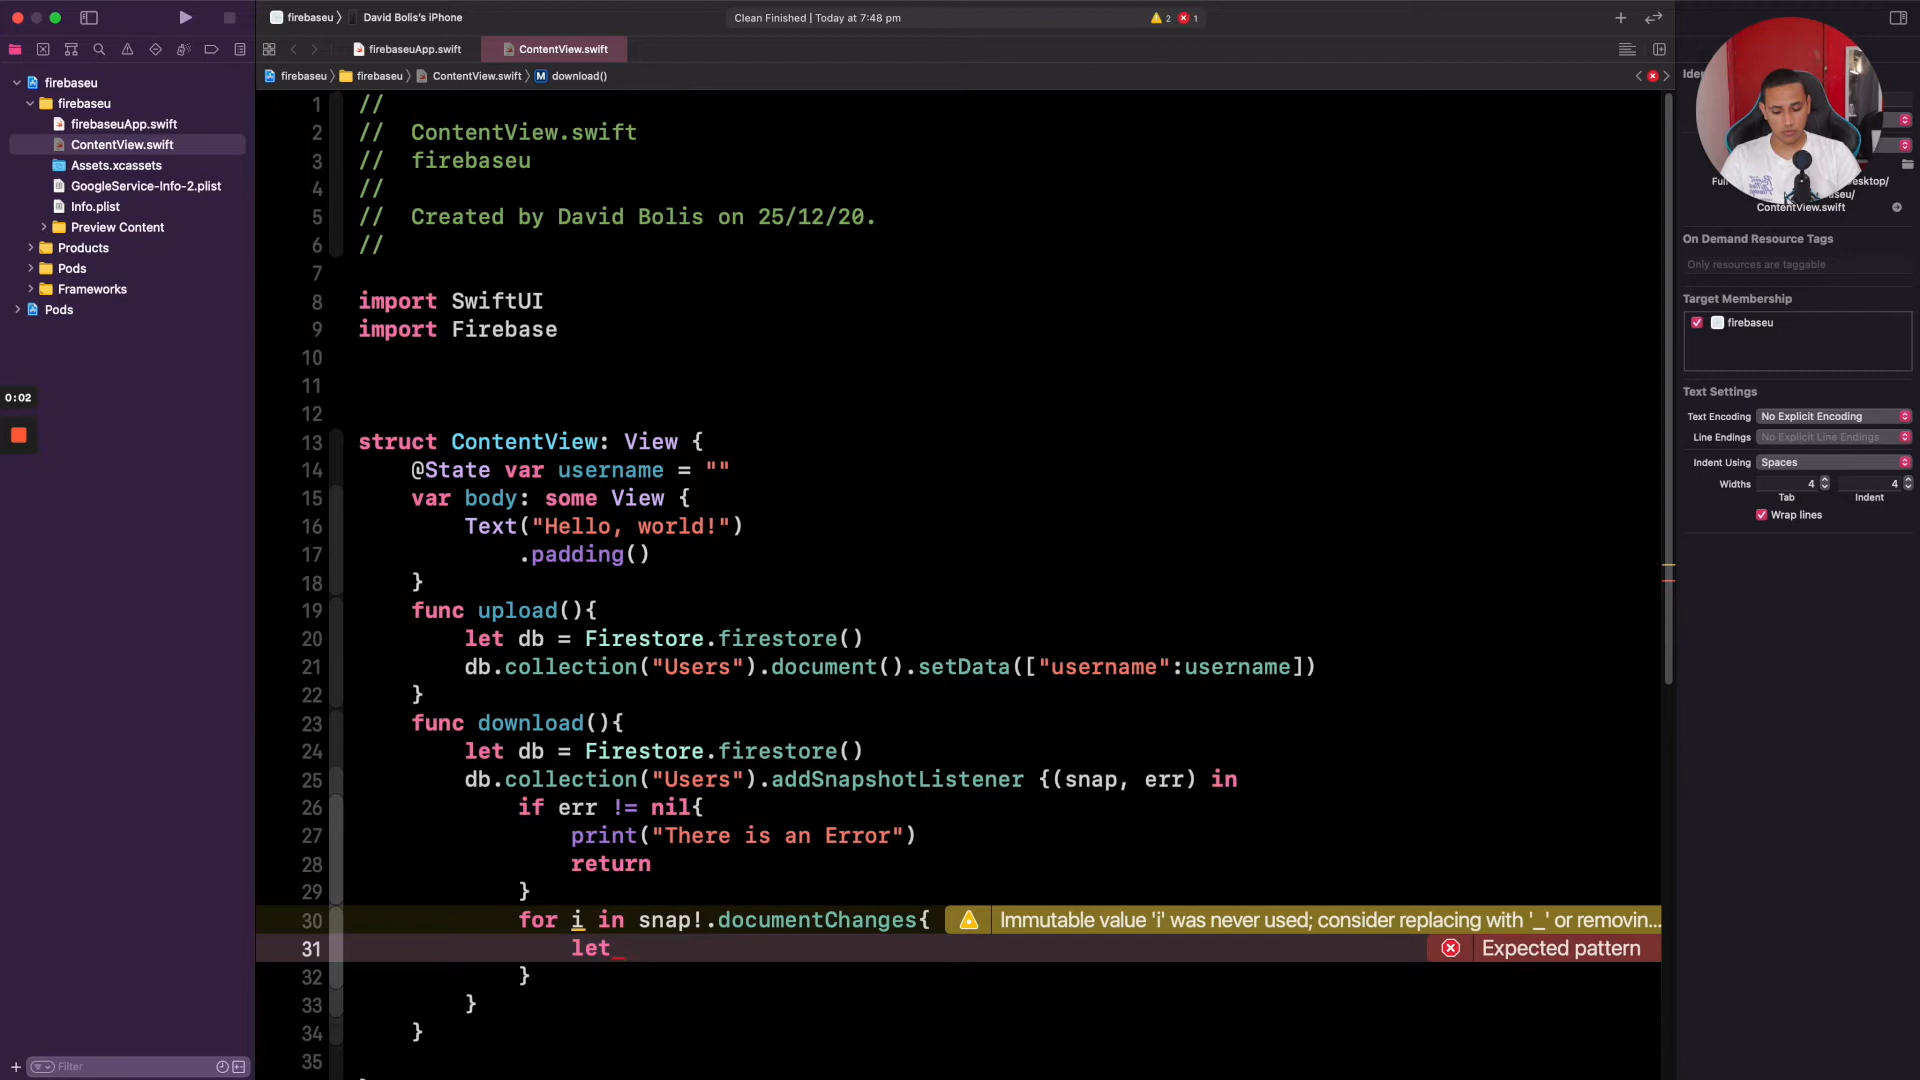 firebaseu
David Bolis's iPhone
Clean Finished | Today at 7:48 pm
2
1
firebaseuApp.swift
ContentView.swift
firebaseu
firebaseu
ContentView.swift
M
download()
firebaseu
firebaseu
firebaseuApp.swift
ContentView.swift
Assets.xcassets
GoogleService-Info-2.plist
Info.plist
Preview Content
Products
Pods
Frameworks
Pods
0:02
Filter
1 //
2 // ContentView.swift
3 // firebaseu
4 //
5 // Created by David Bolis on 25/12/20.
6 //
7
8 import SwiftUI
9 import Firebase
10
11
12
13 struct ContentView: View {
14 @State var username = ""
15 var body: some View {
16 Text("Hello, world!")
17 .padding()
18 }
19 func upload(){
20 let db = Firestore.firestore()
21 db.collection("Users").document().setData(["username":username])
22 }
23 func download(){
24 let db = Firestore.firestore()
25 db.collection("Users").addSnapshotListener {(snap, err) in
26 if err != nil{
27 print("There is an Error")
28 return
29 }
30 for i in snap!.documentChanges{ Immutable value 'i' was never used; consider replacing with '_' or removin...
31 let Expected pattern
32 }
33 }
34 }
35
ContentView.swift
On Demand Resource Tags
Only resources are taggable
Target Membership
firebaseu
Text Settings
Text Encoding No Explicit Encoding
Line Endings No Explicit Line Endings
Indent Using Spaces
Widths 4 4
Tab Indent
Wrap lines